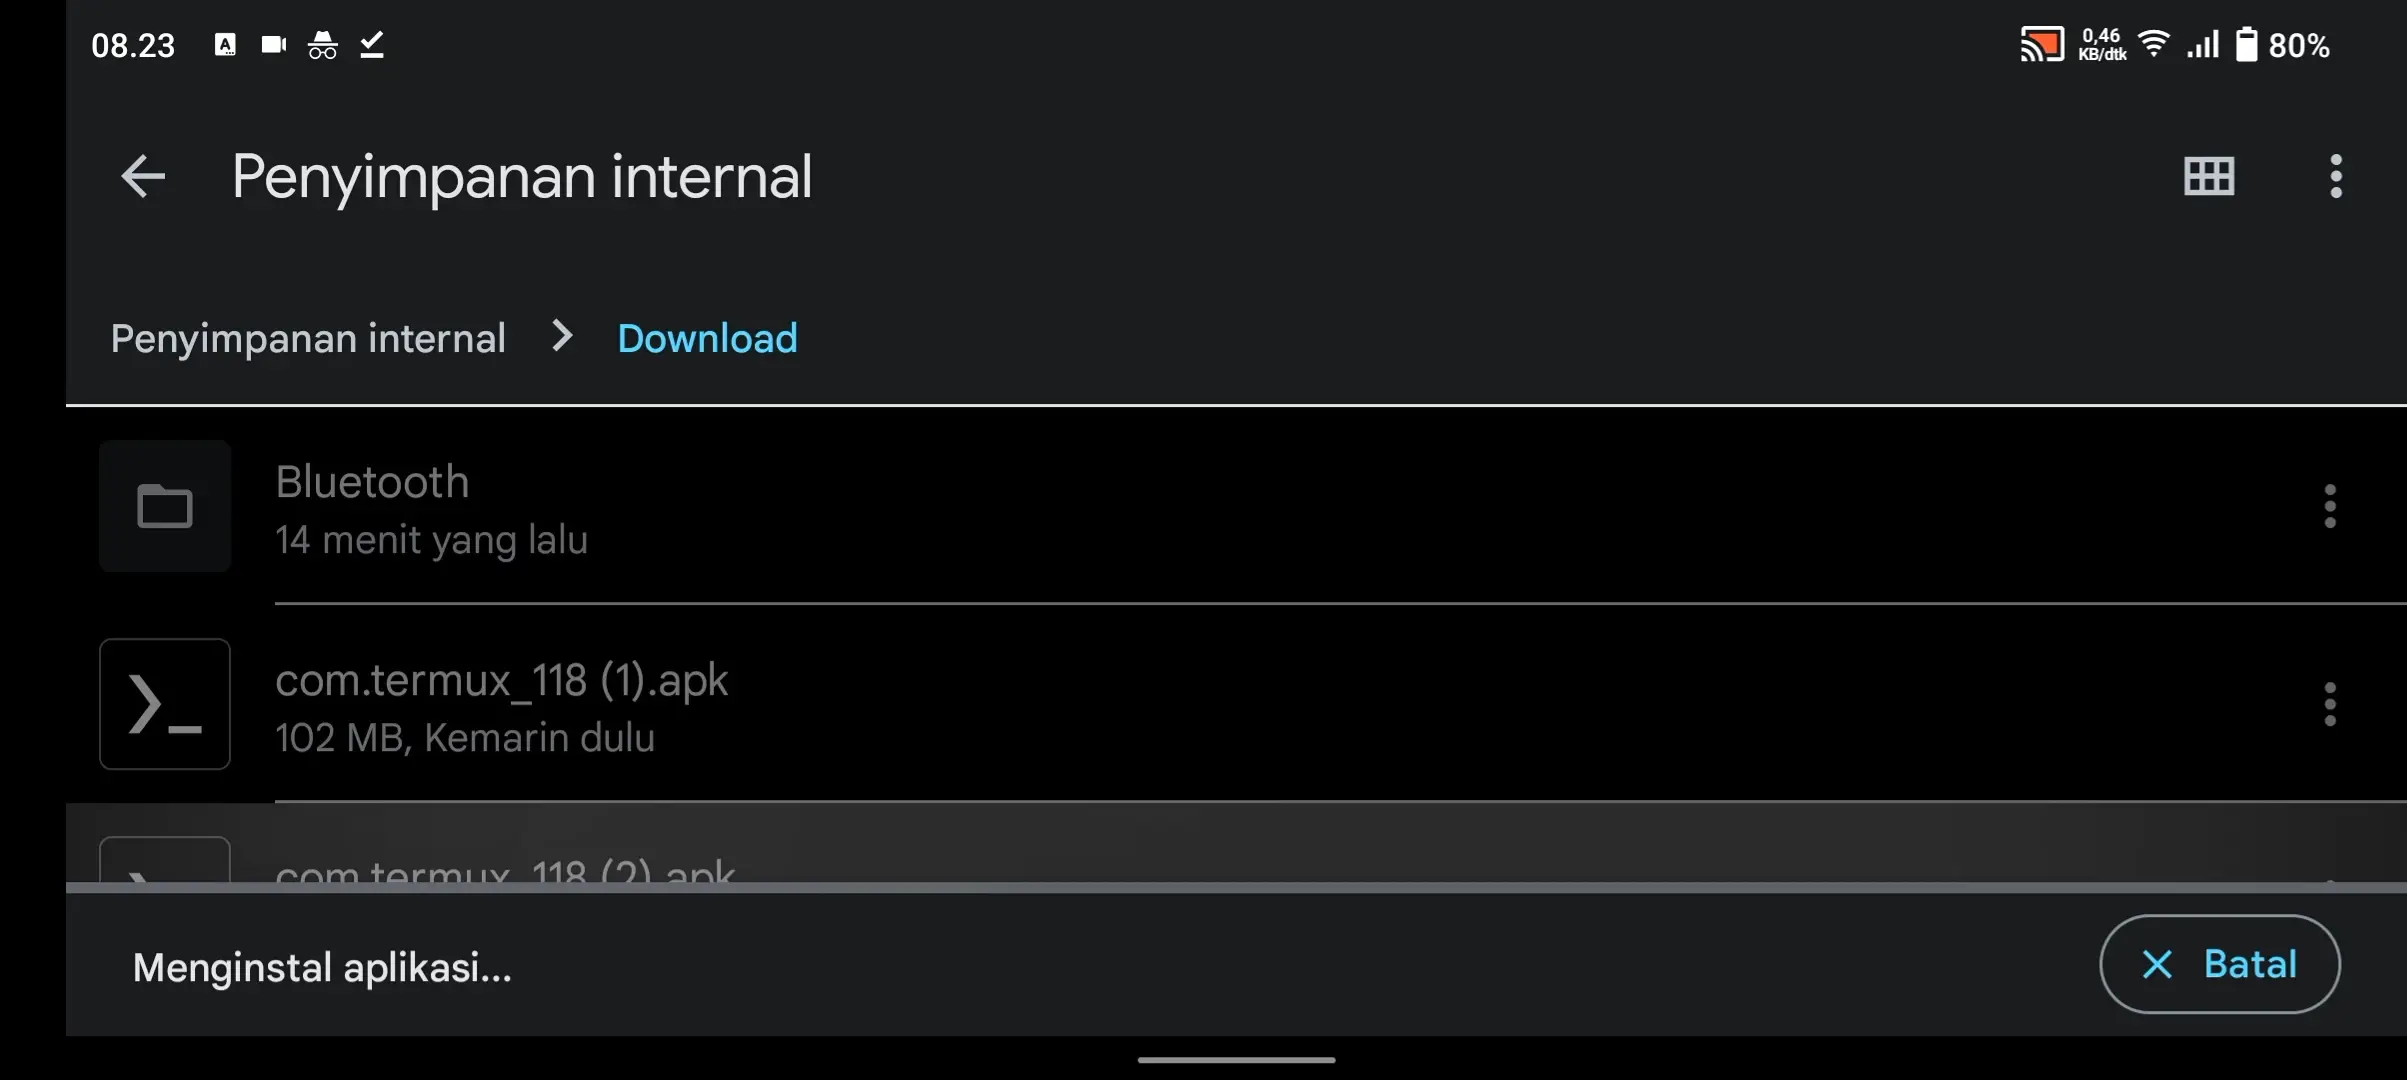 08.23
0,46
KB/dtk
80%
Penyimpanan internal
Penyimpanan internal
Download
Bluetooth
14 menit yang lalu
com.termux_118 (1).apk
102 MB, Kemarin dulu
com.termux_118 (2).apk
Menginstal aplikasi...
Batal